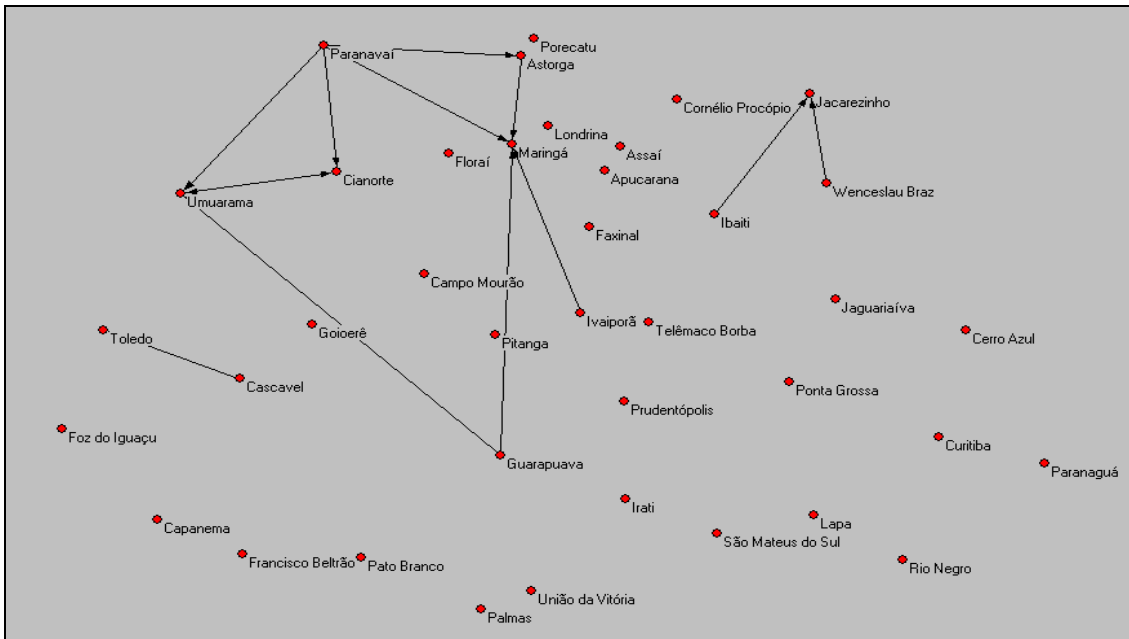 Porecatu
Paranavaí
Astorga
Cornélio Procópio
Jacarezinho
Londrina
Maringá
Assaí
Floraí
Apucarana
Cianorte
Wenceslau Braz
Umuarama
Ibaiti
Faxinal
Campo Mourão
Jaguariaíva
Ivaiporã
Telêmaco Borba
Goioerê
Toledo
Cerro Azul
Pitanga
Cascavel
Ponta Grossa
Prudentópolis
Foz do Iguaçu
Curitiba
Guarapuava
Paranaguá
Irati
Capanema
Lapa
São Mateus do Sul
Francisco Beltrão
Pato Branco
Rio Negro
União da Vitória
Palmas